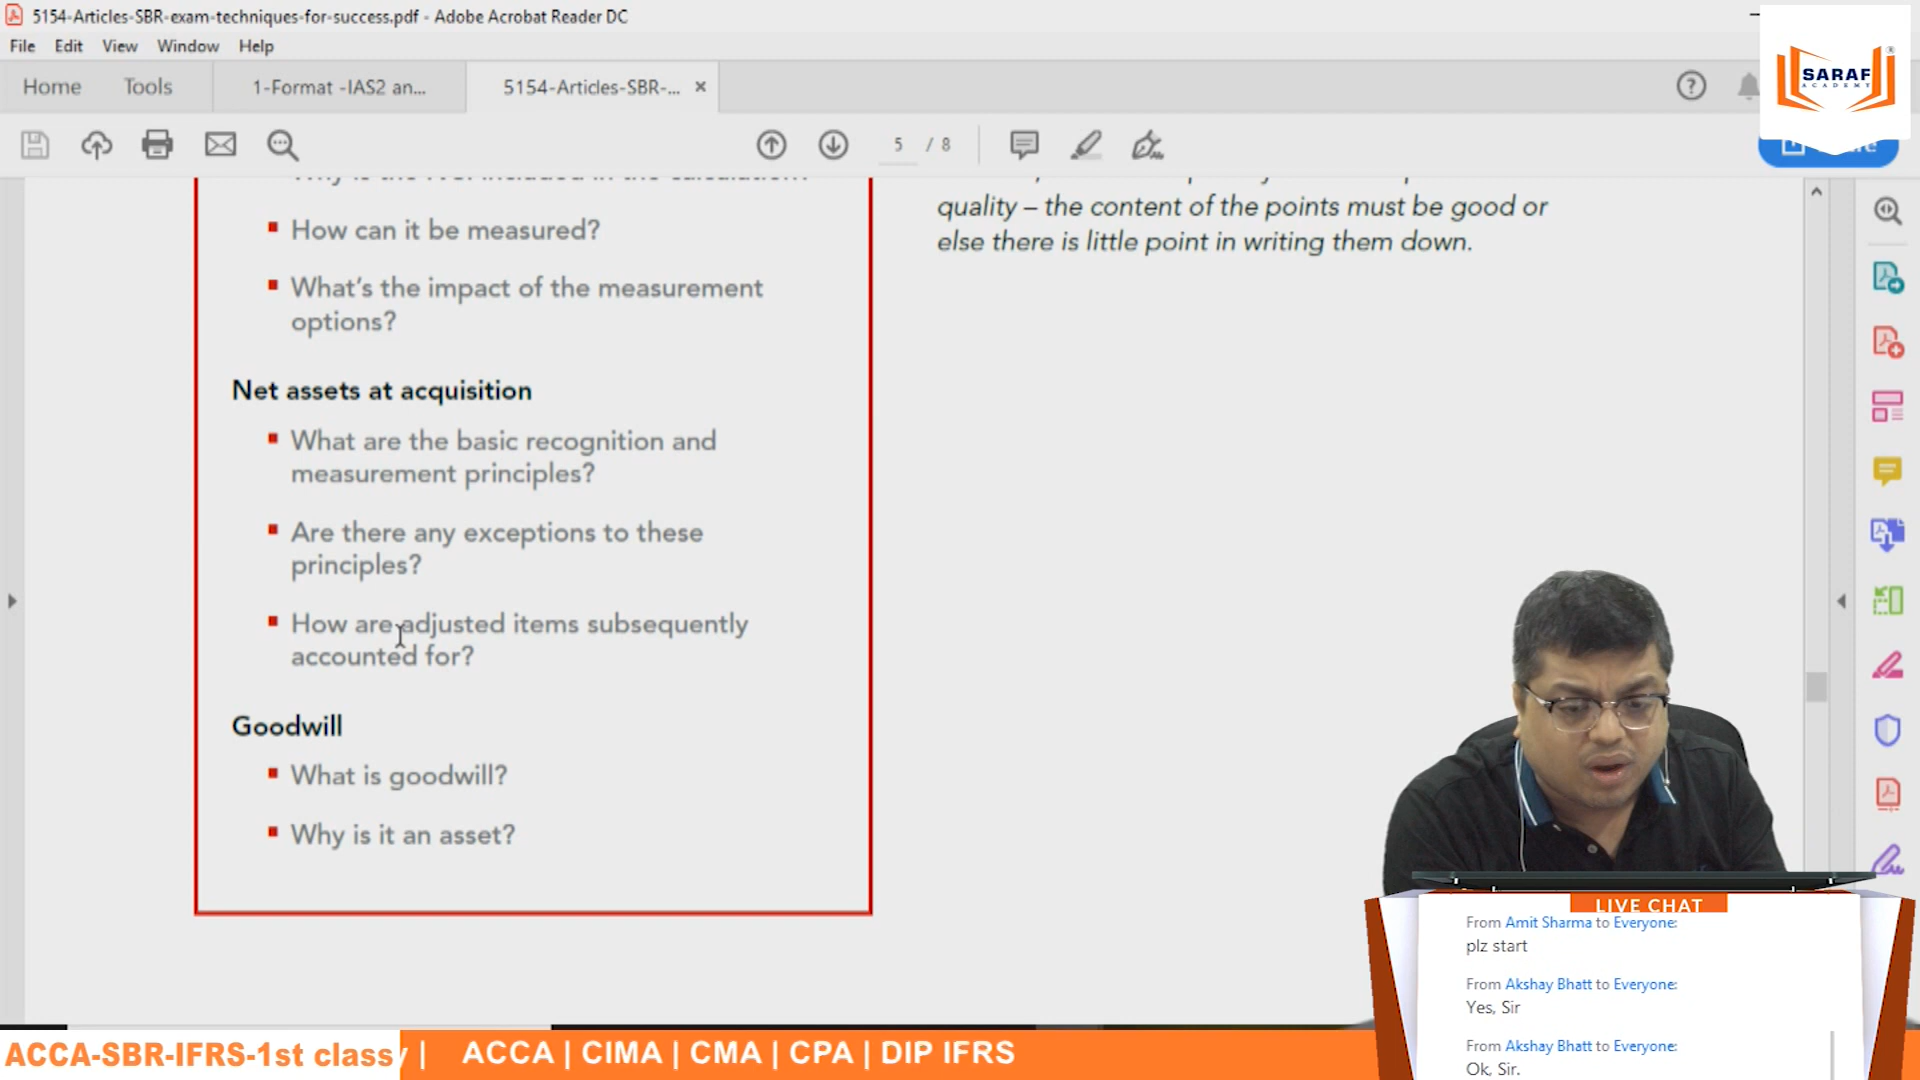 5154-Articles-SBR-exam-techniques-for-success.pdf - Adobe Acrobat Reader DC
File Edit View Window Help
Home Tools 1-Format -IAS2 an... 5154-Articles-SBR-... ×
5 / 8
SARAF
ACADEMY
How can it be measured?
What's the impact of the measurement
options?
Net assets at acquisition
What are the basic recognition and
measurement principles?
Are there any exceptions to these
principles?
How are adjusted items subsequently
accounted for?
Goodwill
What is goodwill?
Why is it an asset?
quality – the content of the points must be good or
else there is little point in writing them down.
LIVE CHAT
From Amit Sharma to Everyone:
plz start
From Akshay Bhatt to Everyone:
Yes, Sir
From Akshay Bhatt to Everyone:
Ok, Sir.
ACCA-SBR-IFRS-1st classy | ACCA | CIMA | CMA | CPA | DIP IFRS